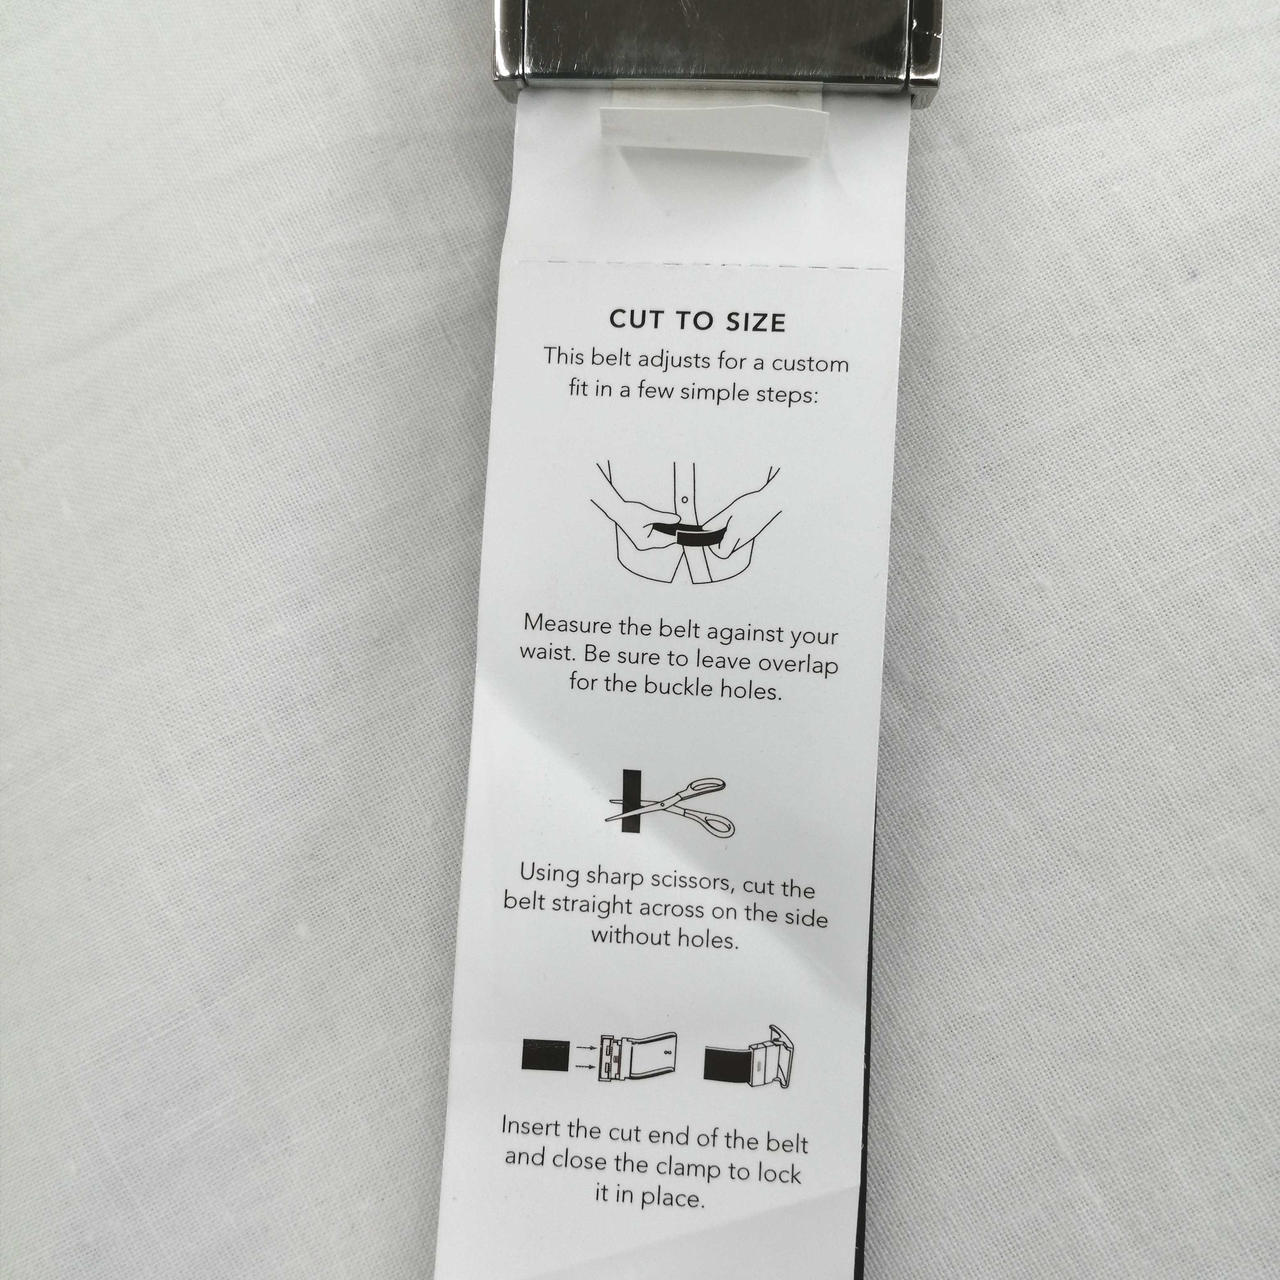 CUT TO SIZE
This belt adjusts for a custom
fit in a few simple steps:
Measure the belt against your
waist. Be sure to leave overlap
for the buckle holes.
Using sharp scissors, cut the
belt straight across on the side
without holes.
Insert the cut end of the belt
and close the clamp to lock
it in place.